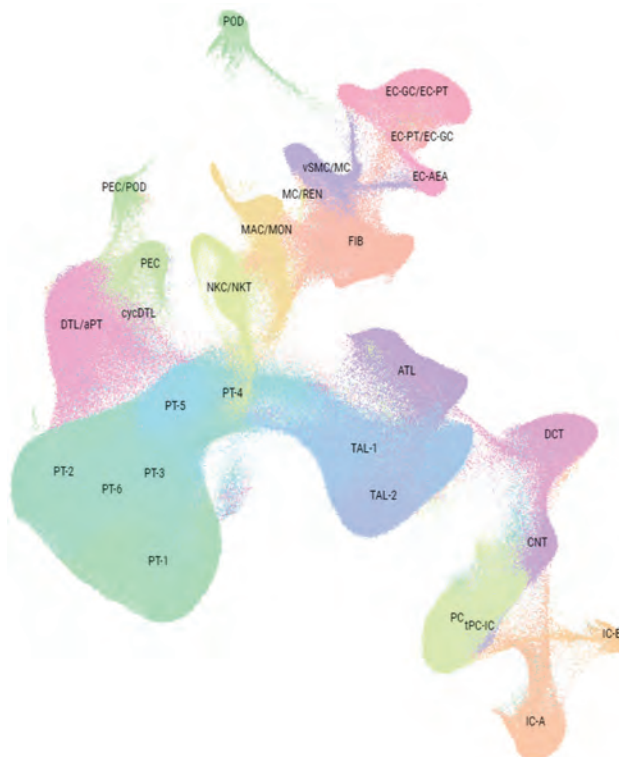 POD
EC-GC/EC-PT
EC-PT/EC-GC
vSMC/MC
EC-AEA
PEC/POD
MC/REN
MAC/MON
FIB
PEC
NKC/NKT
cycDTL
DTL/aPT
ATL
PT-4
PT-5
DCT
TAL-1
PT-2
PT-3
PT-6
TAL-2
CNT
PT-1
PC
tPC-IC
IC-B
IC-A